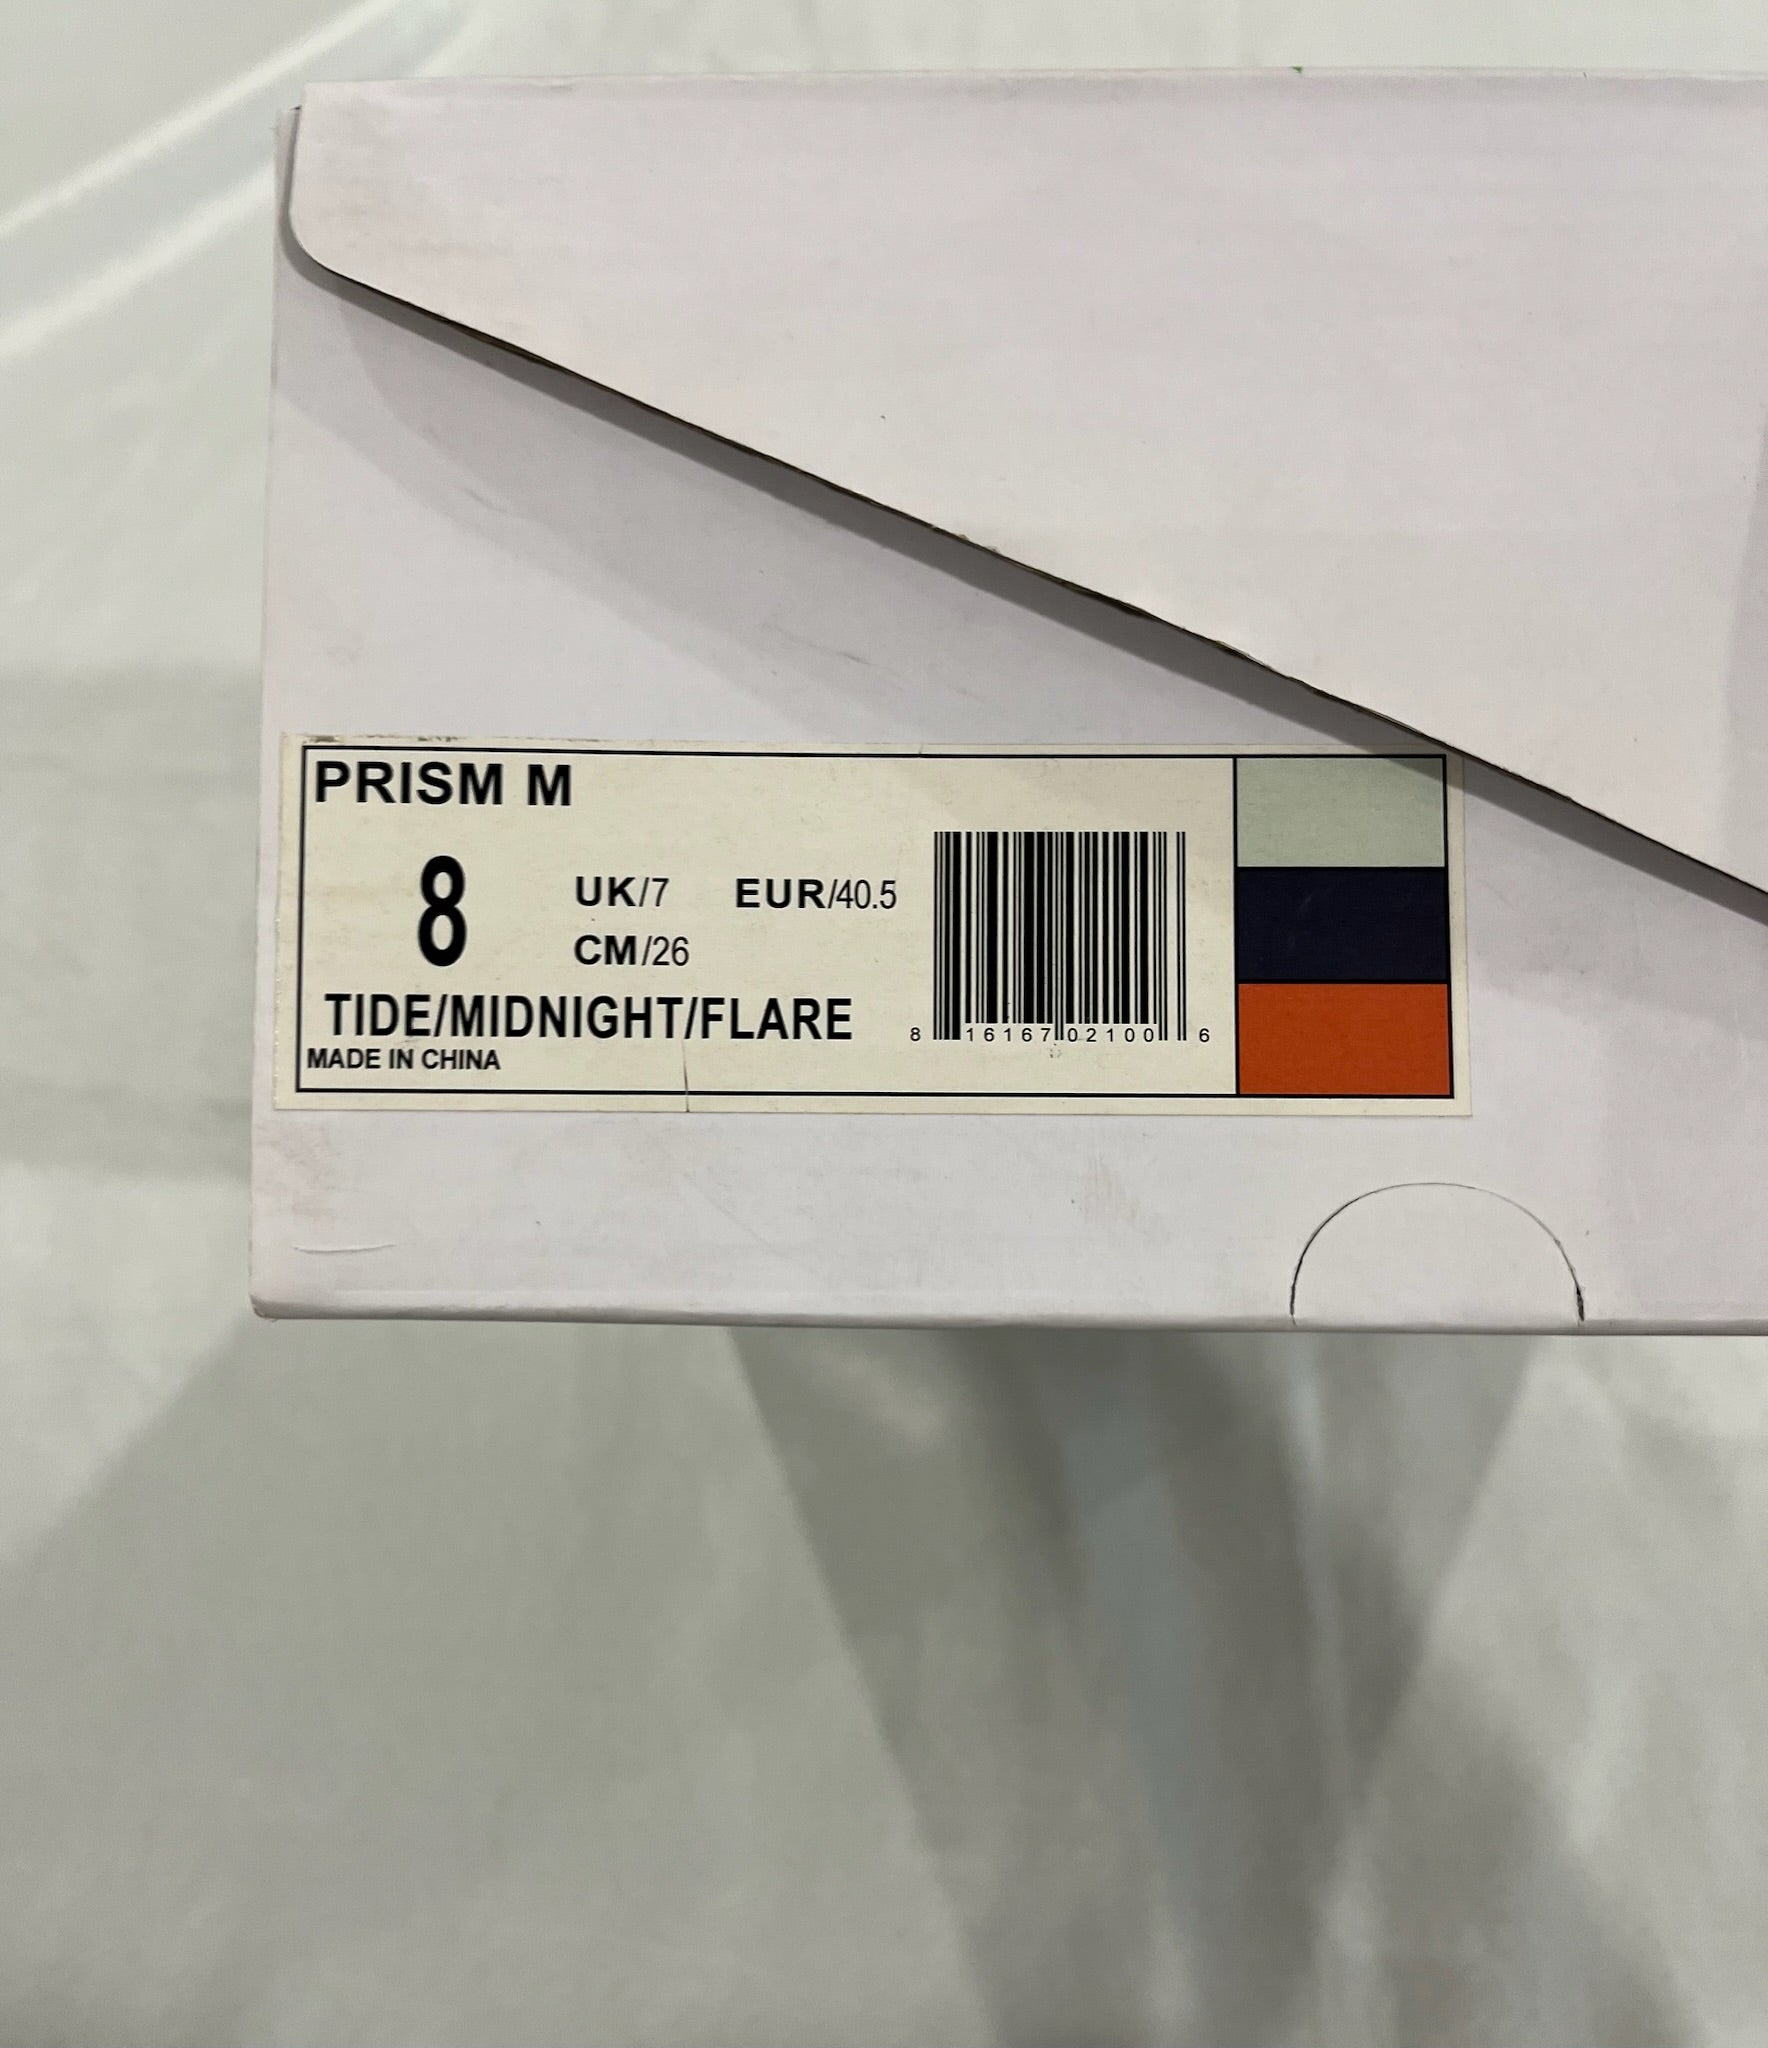 PRISM M
8 UK/7 EUR/40.5
CM/26
TIDE/MIDNIGHT/FLARE
8 16167 02100 6
MADE IN CHINA